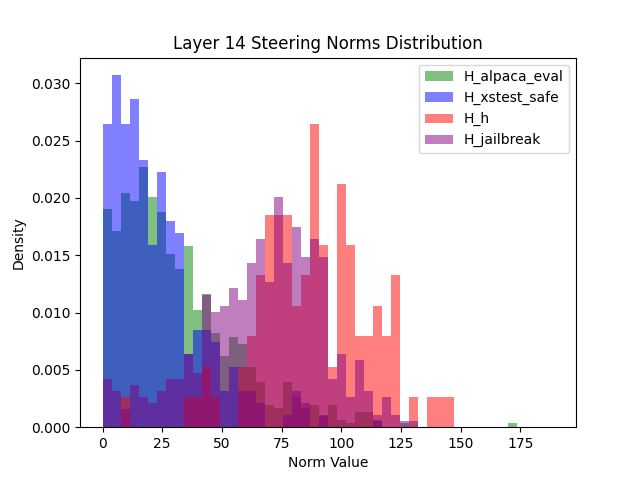 Layer 14 Steering Norms Distribution
H_alpaca_eval
H_xstest_safe
H_h
H_jailbreak
Density
0.030
0.025
0.020
0.015
0.010
0.005
0.000
0 25 50 75 100 125 150 175
Norm Value